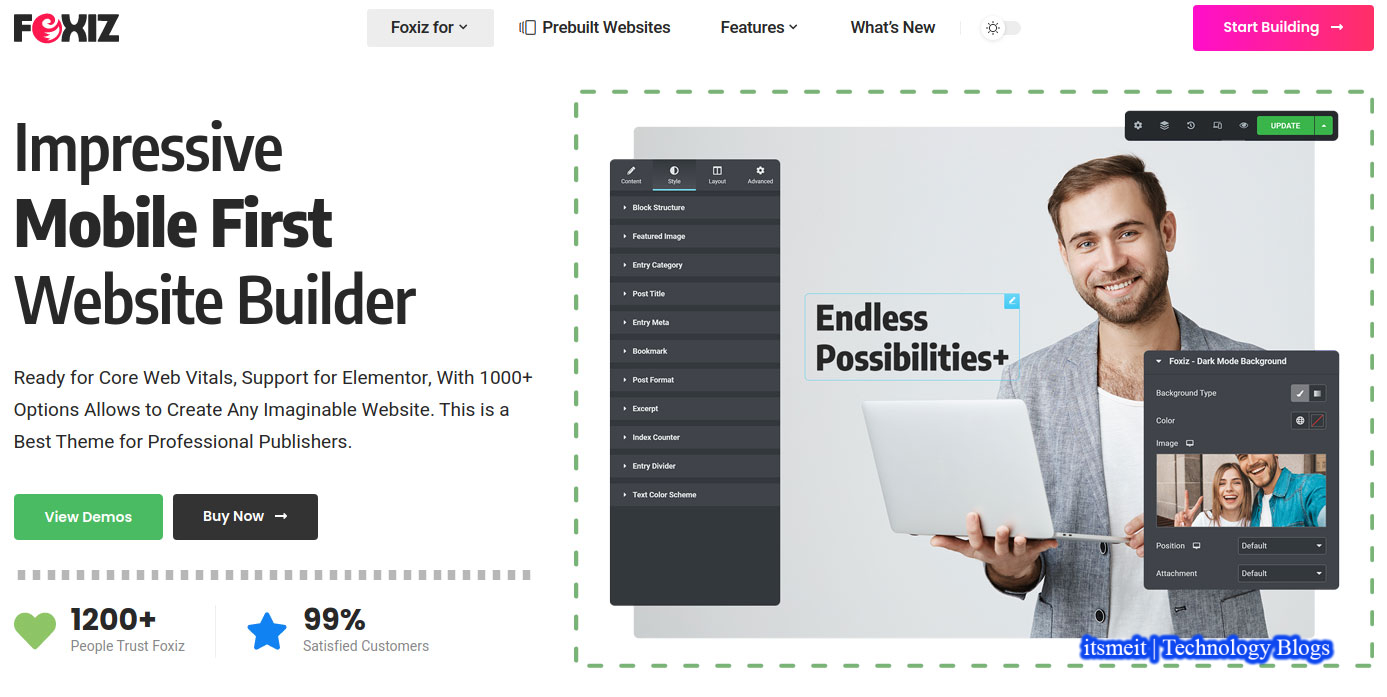 FOXIZ
Foxiz for
Prebuilt Websites
Features
What's New
Start Building
Impressive
Mobile First
Website Builder
Ready for Core Web Vitals, Support for Elementor, With 1000+
Options Allows to Create Any Imaginable Website. This is a
Best Theme for Professional Publishers.
View Demos
Buy Now
1200+
People Trust Foxiz
99%
Satisfied Customers
UPDATE
Content
Style
Layout
Advanced
Block Structure
Featured Image
Entry Category
Post Title
Entry Meta
Bookmark
Post Format
Excerpt
Index Counter
Entry Divider
Text Color Scheme
Endless
Possibilities+
Foxiz - Dark Mode Background
Background Type
Color
Image
Position
Default
Attachment
Default
itsmeit | Technology Blogs